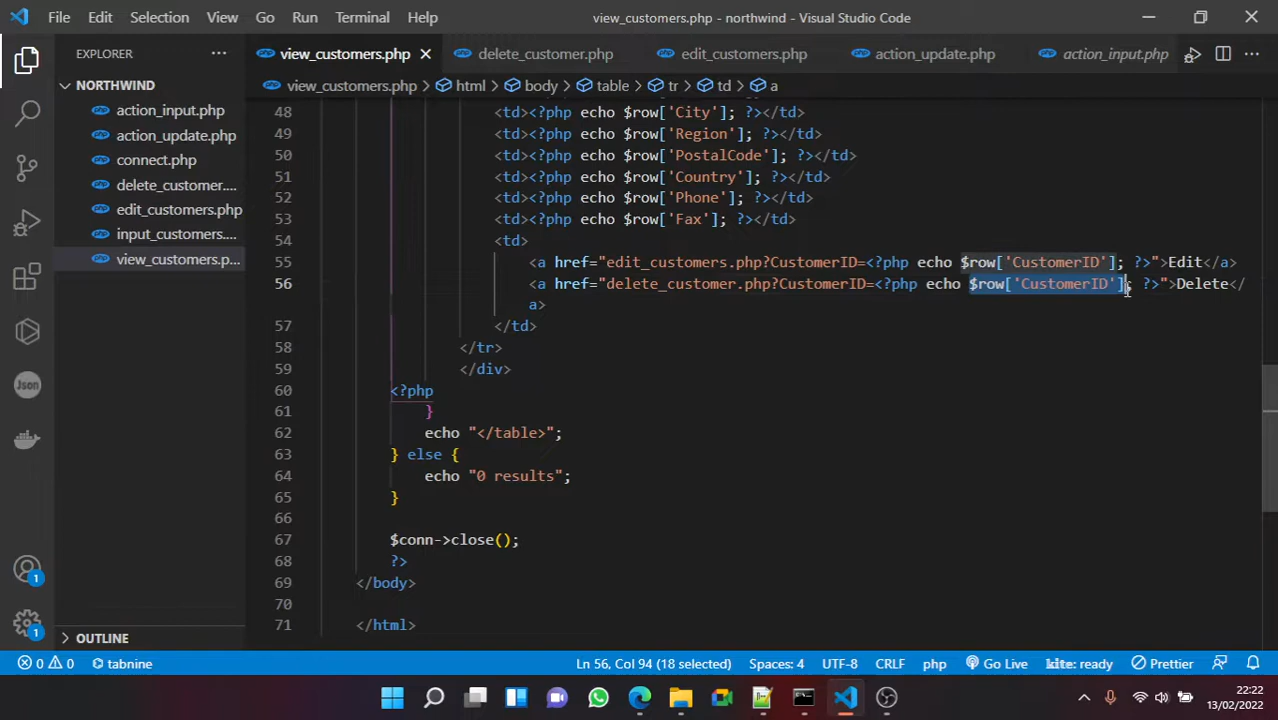 File Edit Selection View Go Run Terminal Help
view_customers.php - northwind - Visual Studio Code
EXPLORER
view_customers.php
delete_customer.php
edit_customers.php
action_update.php
action_input.php
NORTHWIND
action_input.php
action_update.php
connect.php
delete_customer....
edit_customers.php
input_customers....
view_customers.p...
view_customers.php > html > body > table > tr > td > a
48 <td><?php echo $row['City']; ?></td>
49 <td><?php echo $row['Region']; ?></td>
50 <td><?php echo $row['PostalCode']; ?></td>
51 <td><?php echo $row['Country']; ?></td>
52 <td><?php echo $row['Phone']; ?></td>
53 <td><?php echo $row['Fax']; ?></td>
54 <td>
55 <a href="edit_customers.php?CustomerID=<?php echo $row['CustomerID']; ?>">Edit</a>
56 <a href="delete_customer.php?CustomerID=<?php echo $row['CustomerID']; ?>">Delete</
a>
57 </td>
58 </tr>
59 </div>
60 <?php
61 }
62 echo "</table>";
63 } else {
64 echo "0 results";
65 }
66
67 $conn->close();
68 ?>
69 </body>
70
71 </html>
Json
1
1
OUTLINE
0 0 tabnine
Ln 56, Col 94 (18 selected) Spaces: 4 UTF-8 CRLF php Go Live kite: ready Prettier
22:22
13/02/2022